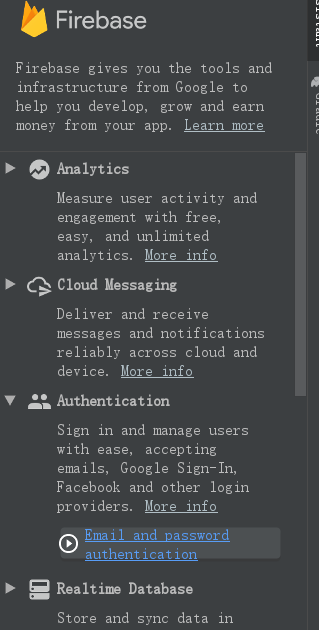 Firebase
Firebase gives you the tools and
infrastructure from Google to
help you develop, grow and earn
money from your app. Learn more
Analytics
Measure user activity and
engagement with free,
easy, and unlimited
analytics. More info
Cloud Messaging
Deliver and receive
messages and notifications
reliably across cloud and
device. More info
Authentication
Sign in and manage users
with ease, accepting
emails, Google Sign-In,
Facebook and other login
providers. More info
Email and password
authentication
Realtime Database
Store and sync data in